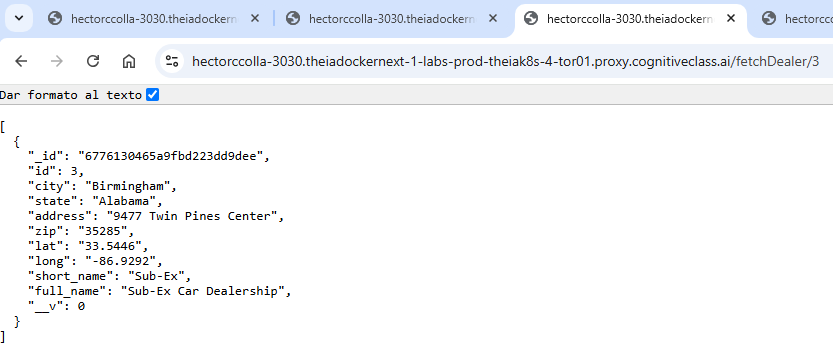 hectorccolla-3030.theiadockern
hectorccolla-3030.theiadockern
hectorccolla-3030.theiadockern
hectorccolla-3030
hectorccolla-3030.theiadockernext-1-labs-prod-theiak8s-4-tor01.proxy.cognitiveclass.ai/fetchDealer/3
Dar formato al texto
[
  {
    "_id": "6776130465a9fbd223dd9dee",
    "id": 3,
    "city": "Birmingham",
    "state": "Alabama",
    "address": "9477 Twin Pines Center",
    "zip": "35285",
    "lat": "33.5446",
    "long": "-86.9292",
    "short_name": "Sub-Ex",
    "full_name": "Sub-Ex Car Dealership",
    "__v": 0
  }
]